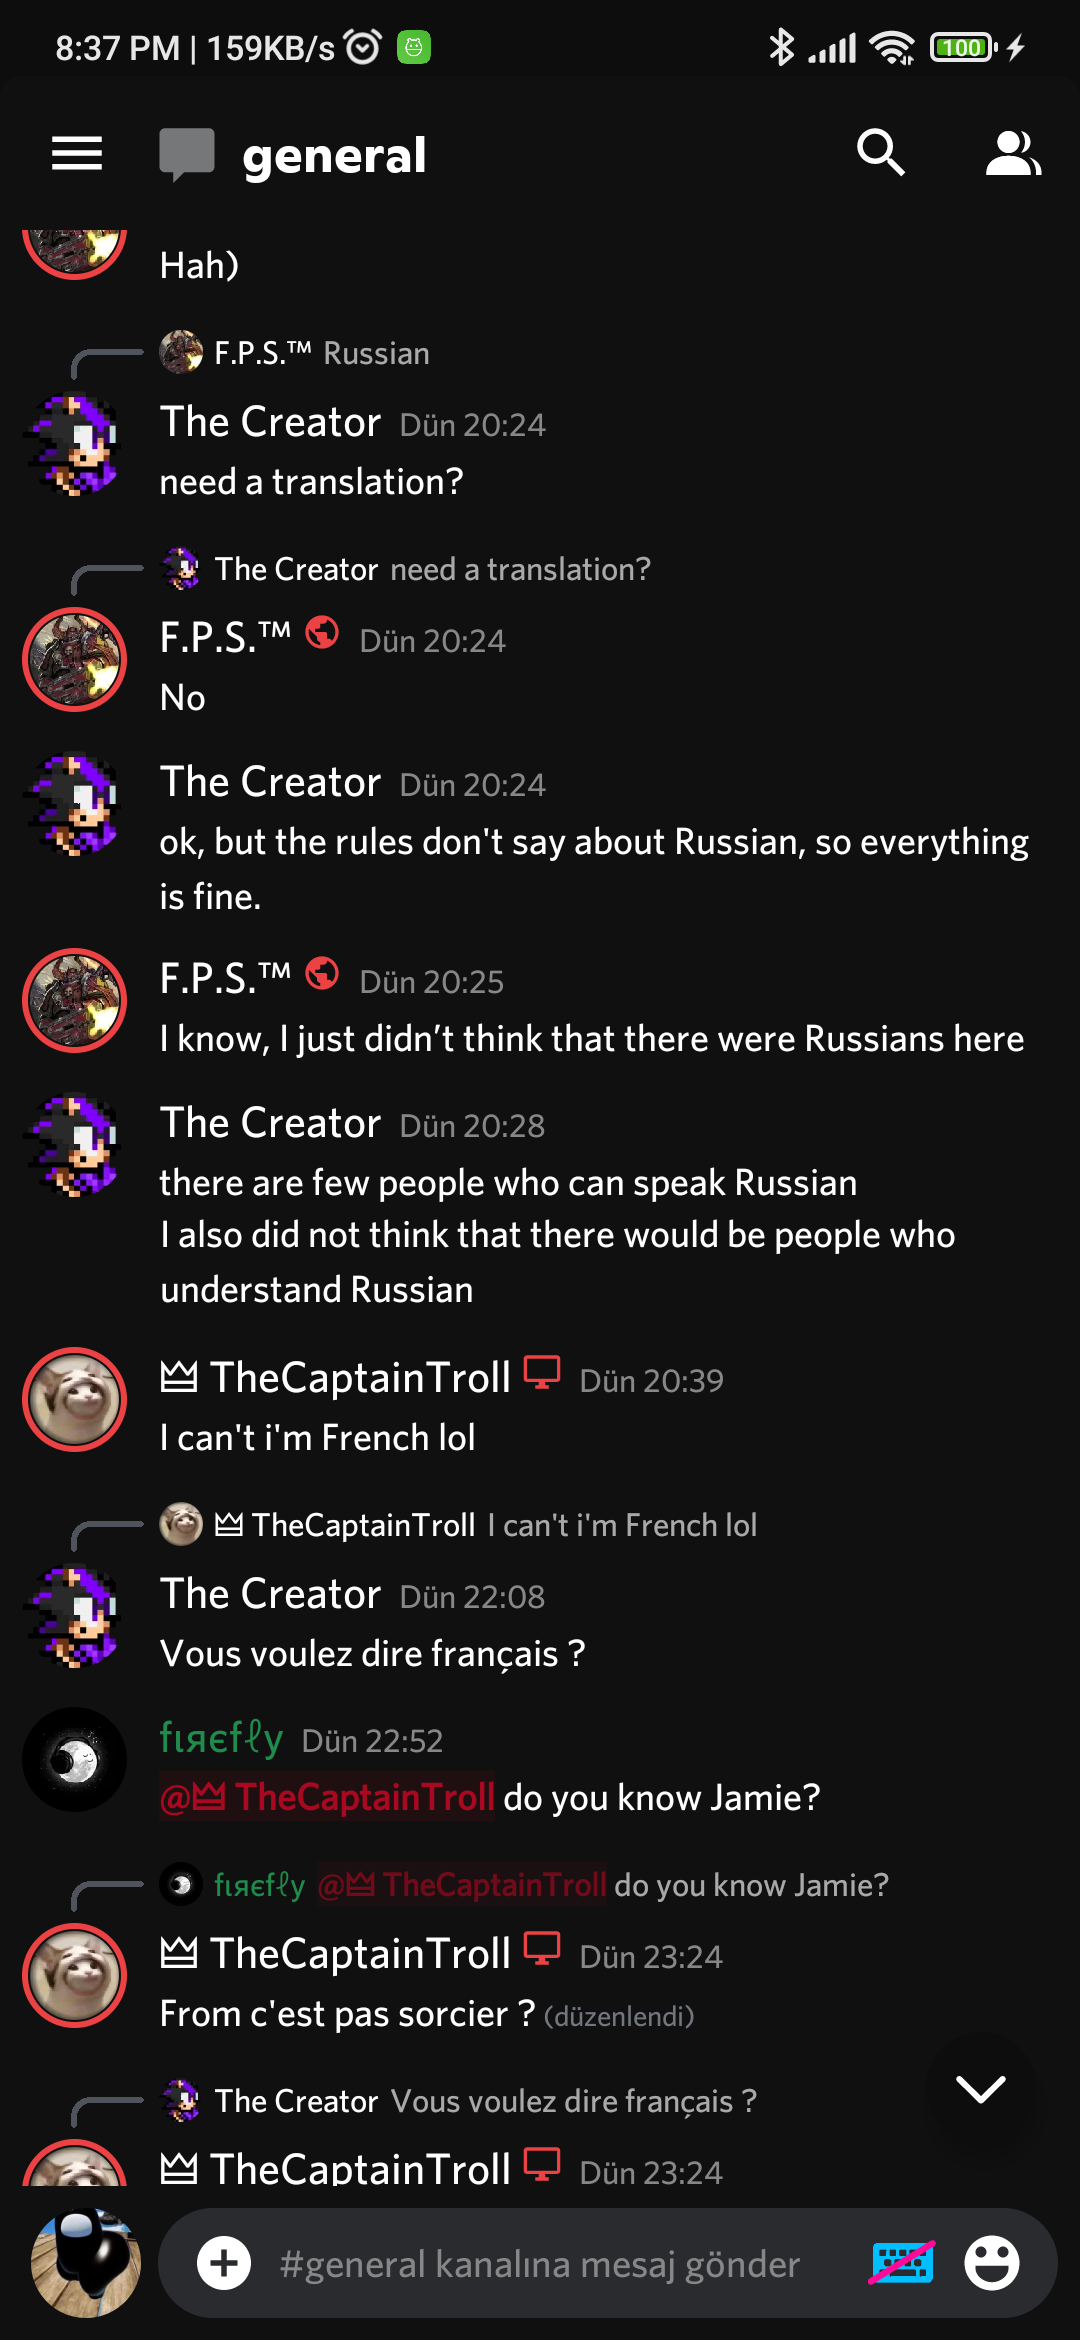 8:37 PM | 159KB/s 100
general
Hah)
F.P.S.™ Russian
The Creator Dün 20:24
need a translation?
The Creator need a translation?
F.P.S.™ Dün 20:24
No
The Creator Dün 20:24
ok, but the rules don't say about Russian, so everything
is fine.
F.P.S.™ Dün 20:25
I know, I just didn’t think that there were Russians here
The Creator Dün 20:28
there are few people who can speak Russian
I also did not think that there would be people who
understand Russian
TheCaptainTroll Dün 20:39
I can't i'm French lol
TheCaptainTroll I can't i'm French lol
The Creator Dün 22:08
Vous voulez dire français ?
fιяєfℓy Dün 22:52
@TheCaptainTroll do you know Jamie?
fιяєfℓy @TheCaptainTroll do you know Jamie?
TheCaptainTroll Dün 23:24
From c'est pas sorcier ? (düzenlendi)
The Creator Vous voulez dire français ?
TheCaptainTroll Dün 23:24
#general kanalına mesaj gönder